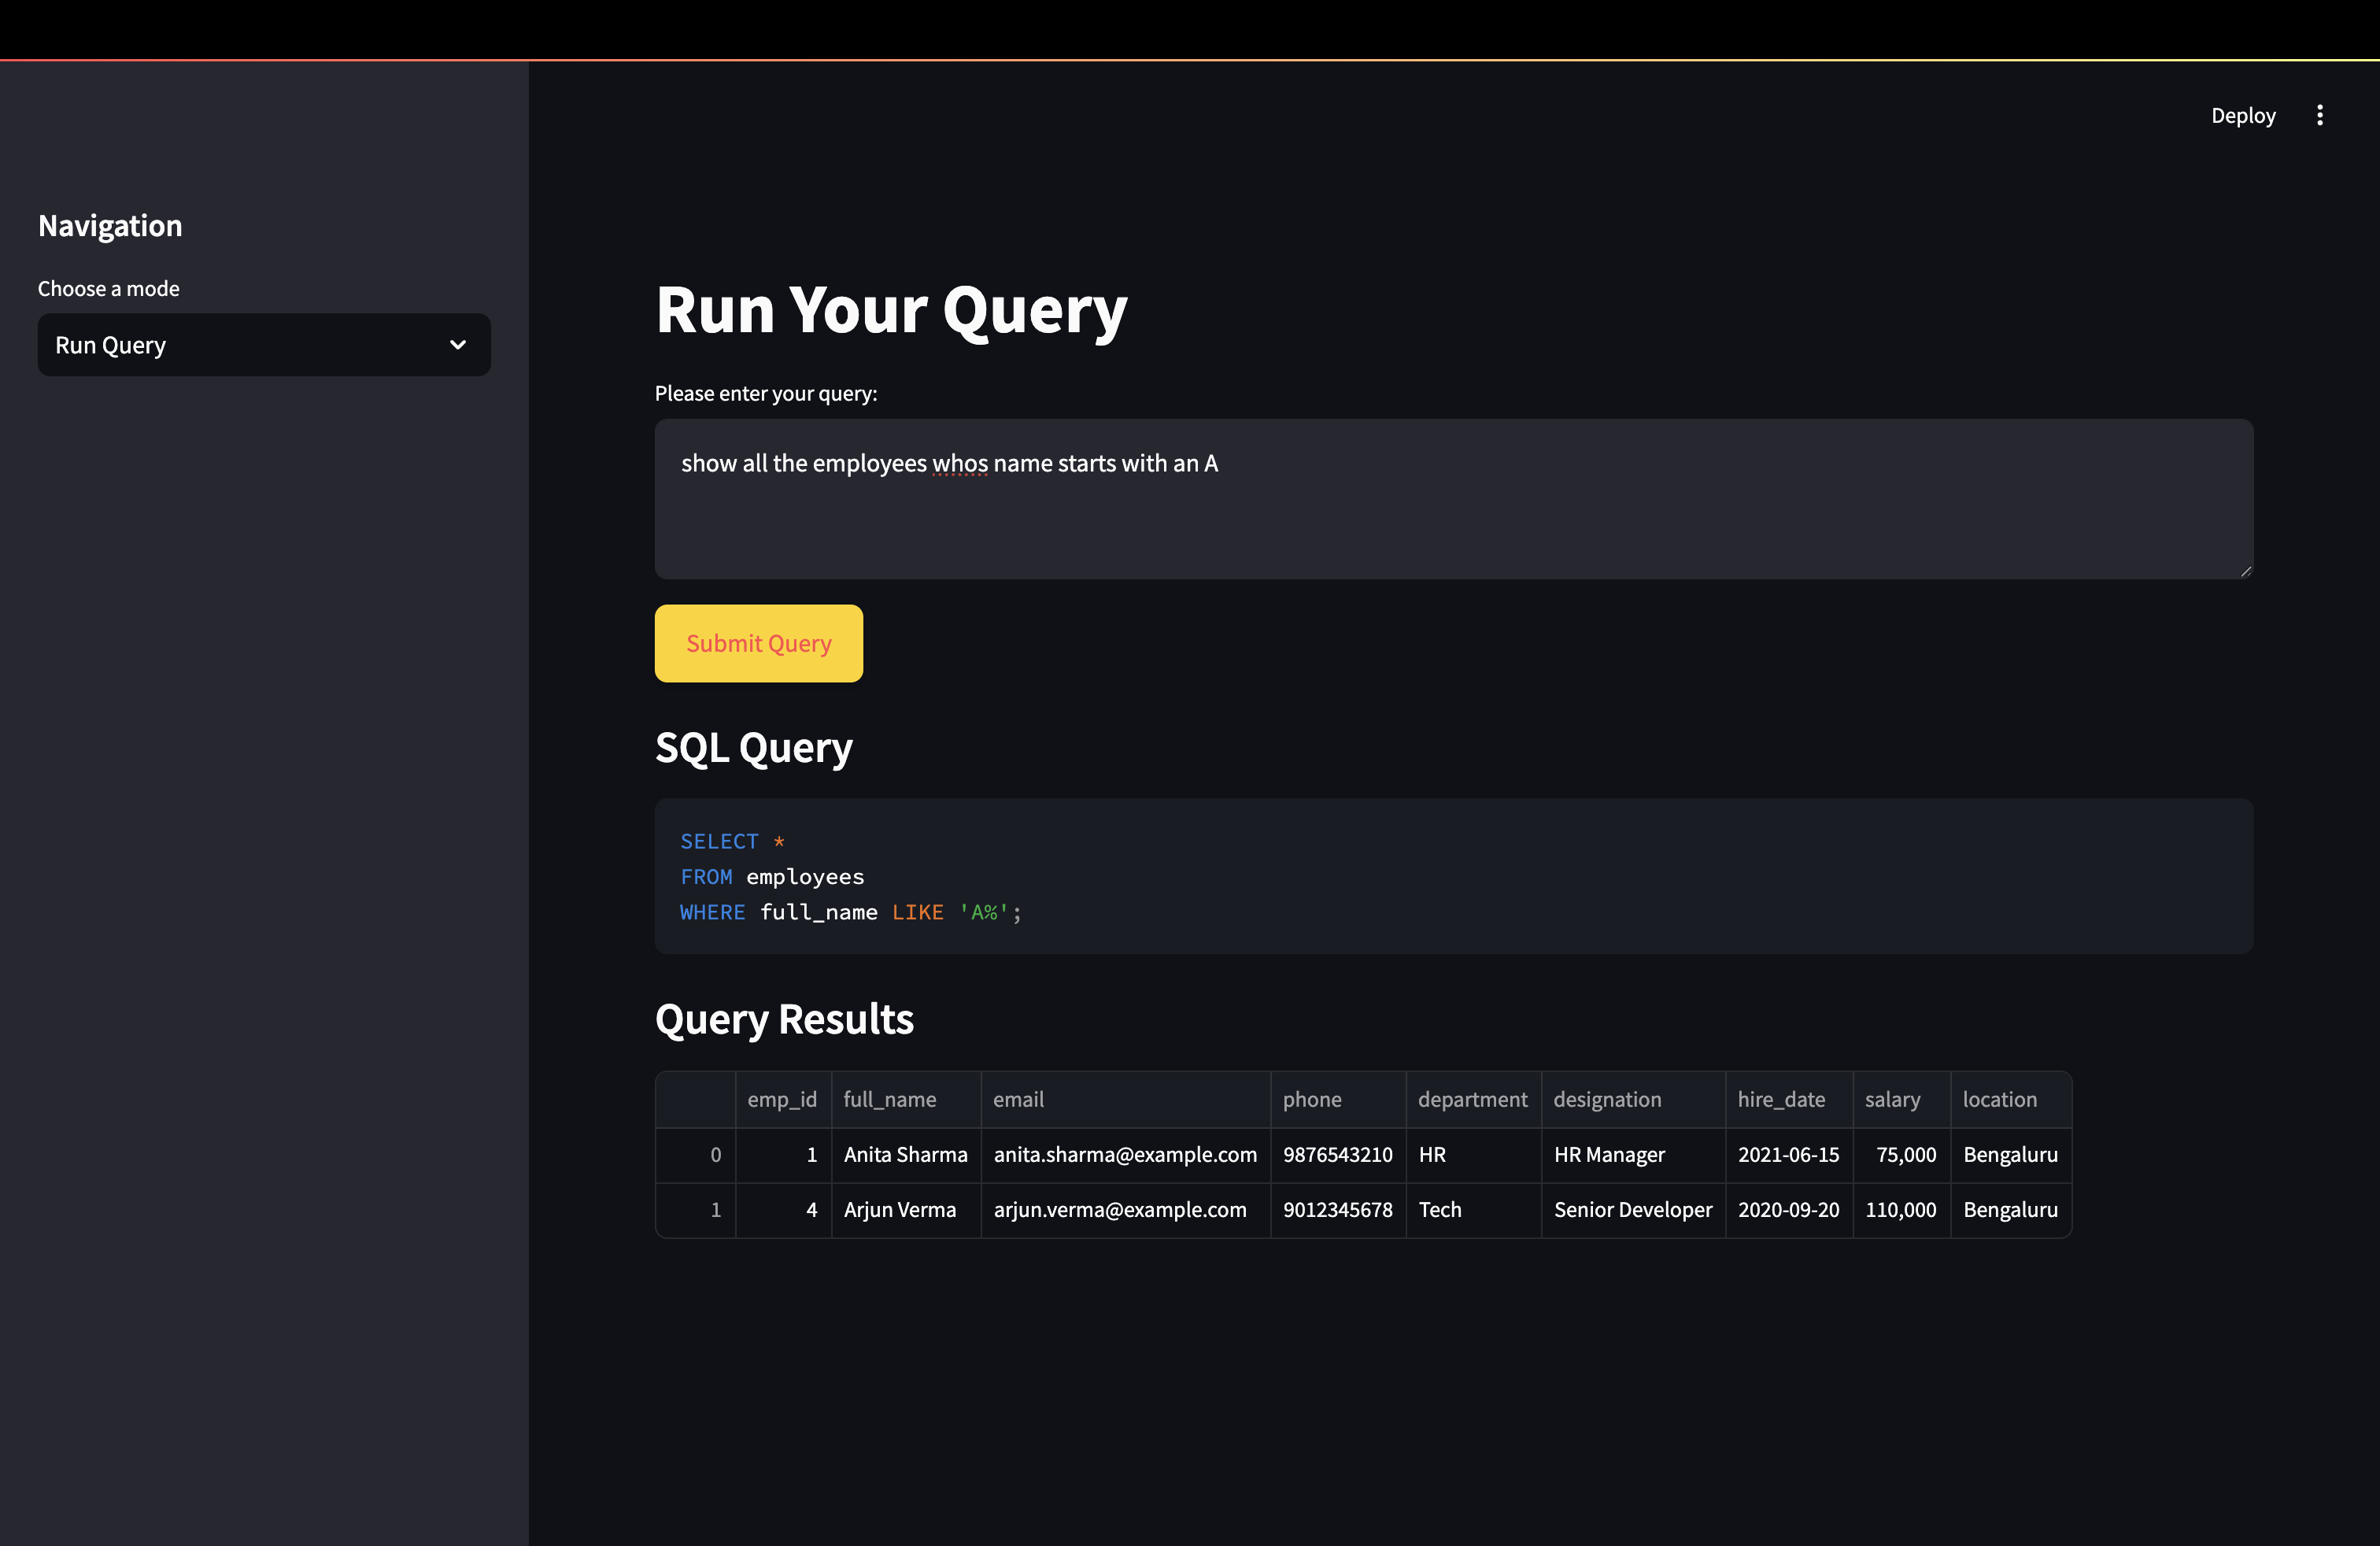 Deploy
Navigation
Choose a mode
Run Query
Run Your Query
Please enter your query:
show all the employees whos name starts with an A
Submit Query
SQL Query
SELECT *
FROM employees
WHERE full_name LIKE 'A%';
Query Results
emp_id full_name email phone department designation hire_date salary location
0 1 Anita Sharma anita.sharma@example.com 9876543210 HR HR Manager 2021-06-15 75,000 Bengaluru
1 4 Arjun Verma arjun.verma@example.com 9012345678 Tech Senior Developer 2020-09-20 110,000 Bengaluru